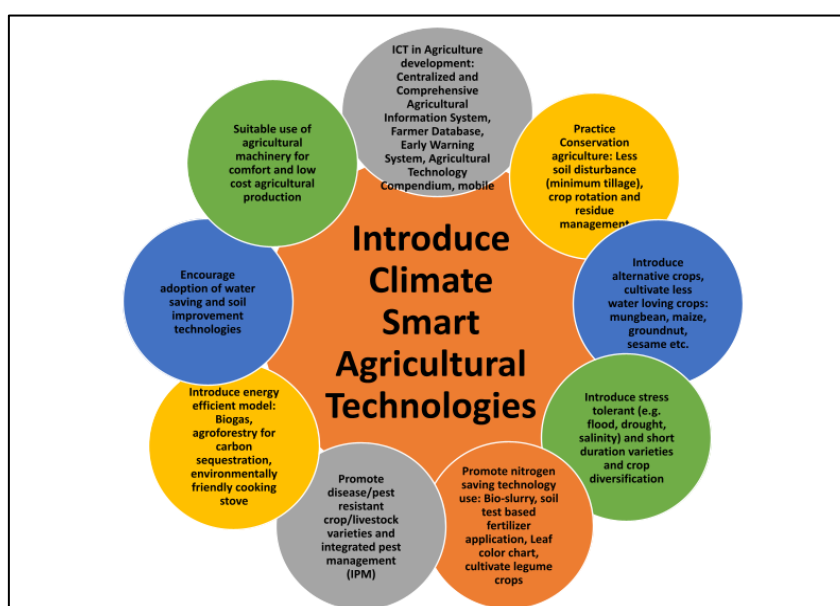 ICT in Agriculture development:
Centralized and
Comprehensive
Agricultural
Information System,
Farmer Database,
Early Warning
System, Agricultural
Technology
Compendium, mobile
Practice
Conservation
agriculture: Less
soil disturbance
(minimum tillage),
crop rotation and
residue
management
Introduce
alternative crops,
cultivate less
water loving crops:
mungbean, maize,
groundnut,
sesame etc.
Introduce stress
tolerant (e.g.
flood, drought,
salinity) and short
duration varieties
and crop
diversification
Promote nitrogen
saving technology
use: Bio-slurry, soil
test based
fertilizer
application, Leaf
color chart,
cultivate legume
crops
Promote
disease/pest
resistant
crop/livestock
varieties and
integrated pest
management
(IPM)
Introduce energy
efficient model:
Biogas,
agroforestry for
carbon
sequestration,
environmentally
friendly cooking
stove
Encourage
adoption of water
saving and soil
improvement
technologies
Suitable use of
agricultural
machinery for
comfort and low
cost agricultural
production
Introduce
Climate
Smart
Agricultural
Technologies